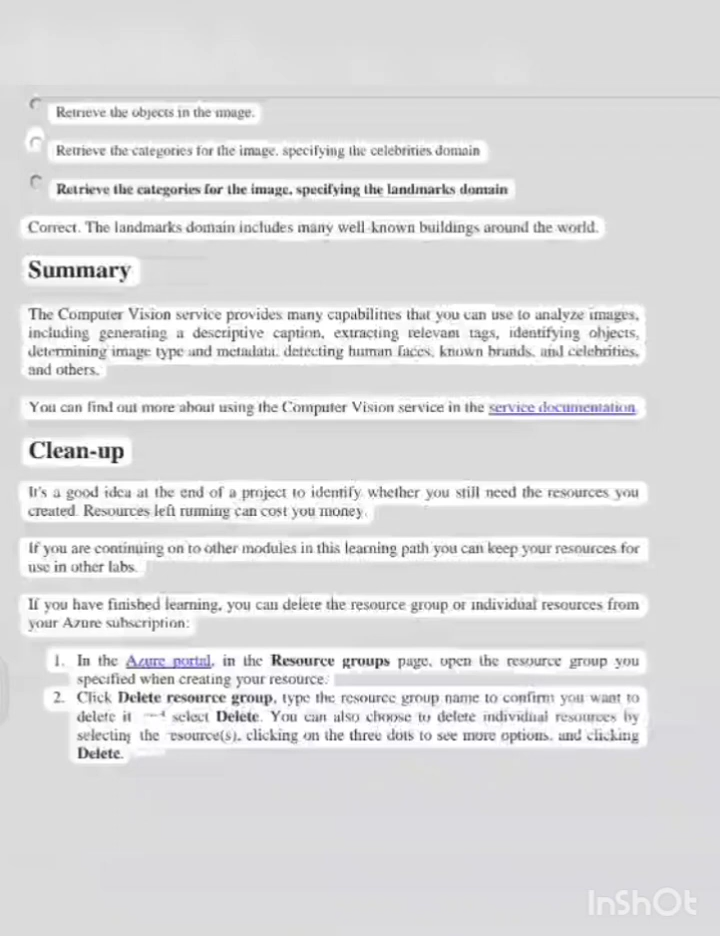 Retrieve the objects in the image.
Retrieve the categories for the image, specifying the celebrities domain
Retrieve the categories for the image, specifying the landmarks domain
Correct. The landmarks domain includes many well-known buildings around the world.
Summary
The Computer Vision service provides many capabilities that you can use to analyze images,
including generating a descriptive caption, extracting relevant tags, identifying objects,
determining image type and metadata, detecting human faces, known brands, and celebrities,
and others.
You can find out more about using the Computer Vision service in the service documentation
Clean-up
It's a good idea at the end of a project to identify whether you still need the resources you
created. Resources left running can cost you money.
If you are continuing on to other modules in this learning path you can keep your resources for
use in other labs.
If you have finished learning, you can delete the resource group or individual resources from
your Azure subscription:
1. In the Azure portal, in the Resource groups page, open the resource group you
specified when creating your resource.
2. Click Delete resource group, type the resource group name to confirm you want to
delete it select Delete. You can also choose to delete individual resources by
selecting the esource(s), clicking on the three dots to see more options, and clicking
Delete.
InShOt